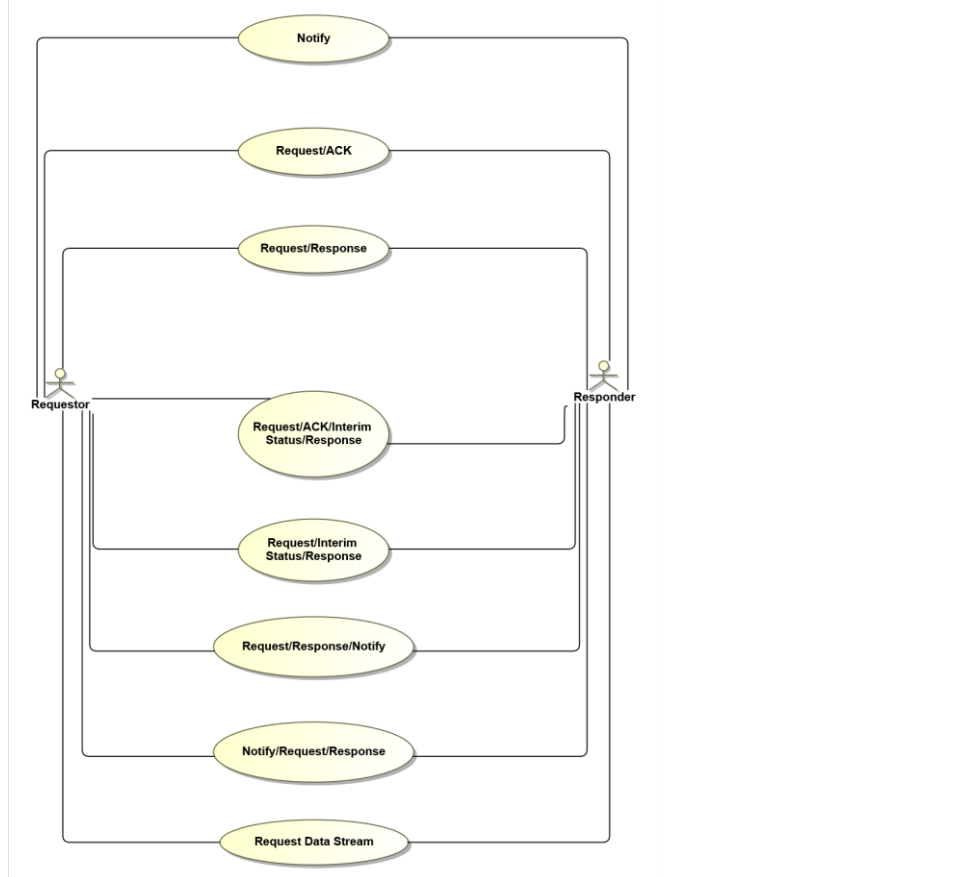 Notify
Request/ACK
Request/Response
Requestor
Responder
Request/ACK/Interim
Status/Response
Request/Interim
Status/Response
Request/Response/Notify
Notify/Request/Response
Request Data Stream